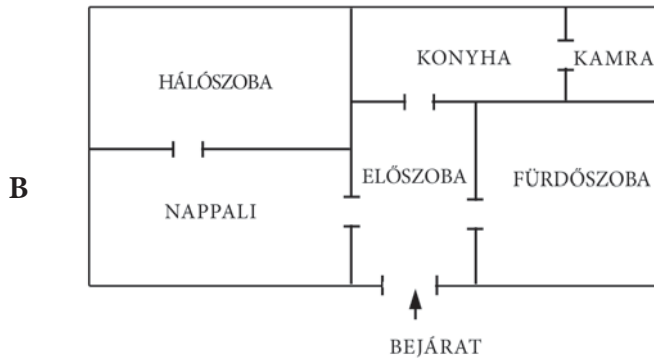 KONYHA
KAMRA
HÁLÓSZOBA
ELŐSZOBA
FÜRDŐSZOBA
B
NAPPALI
BEJÁRAT